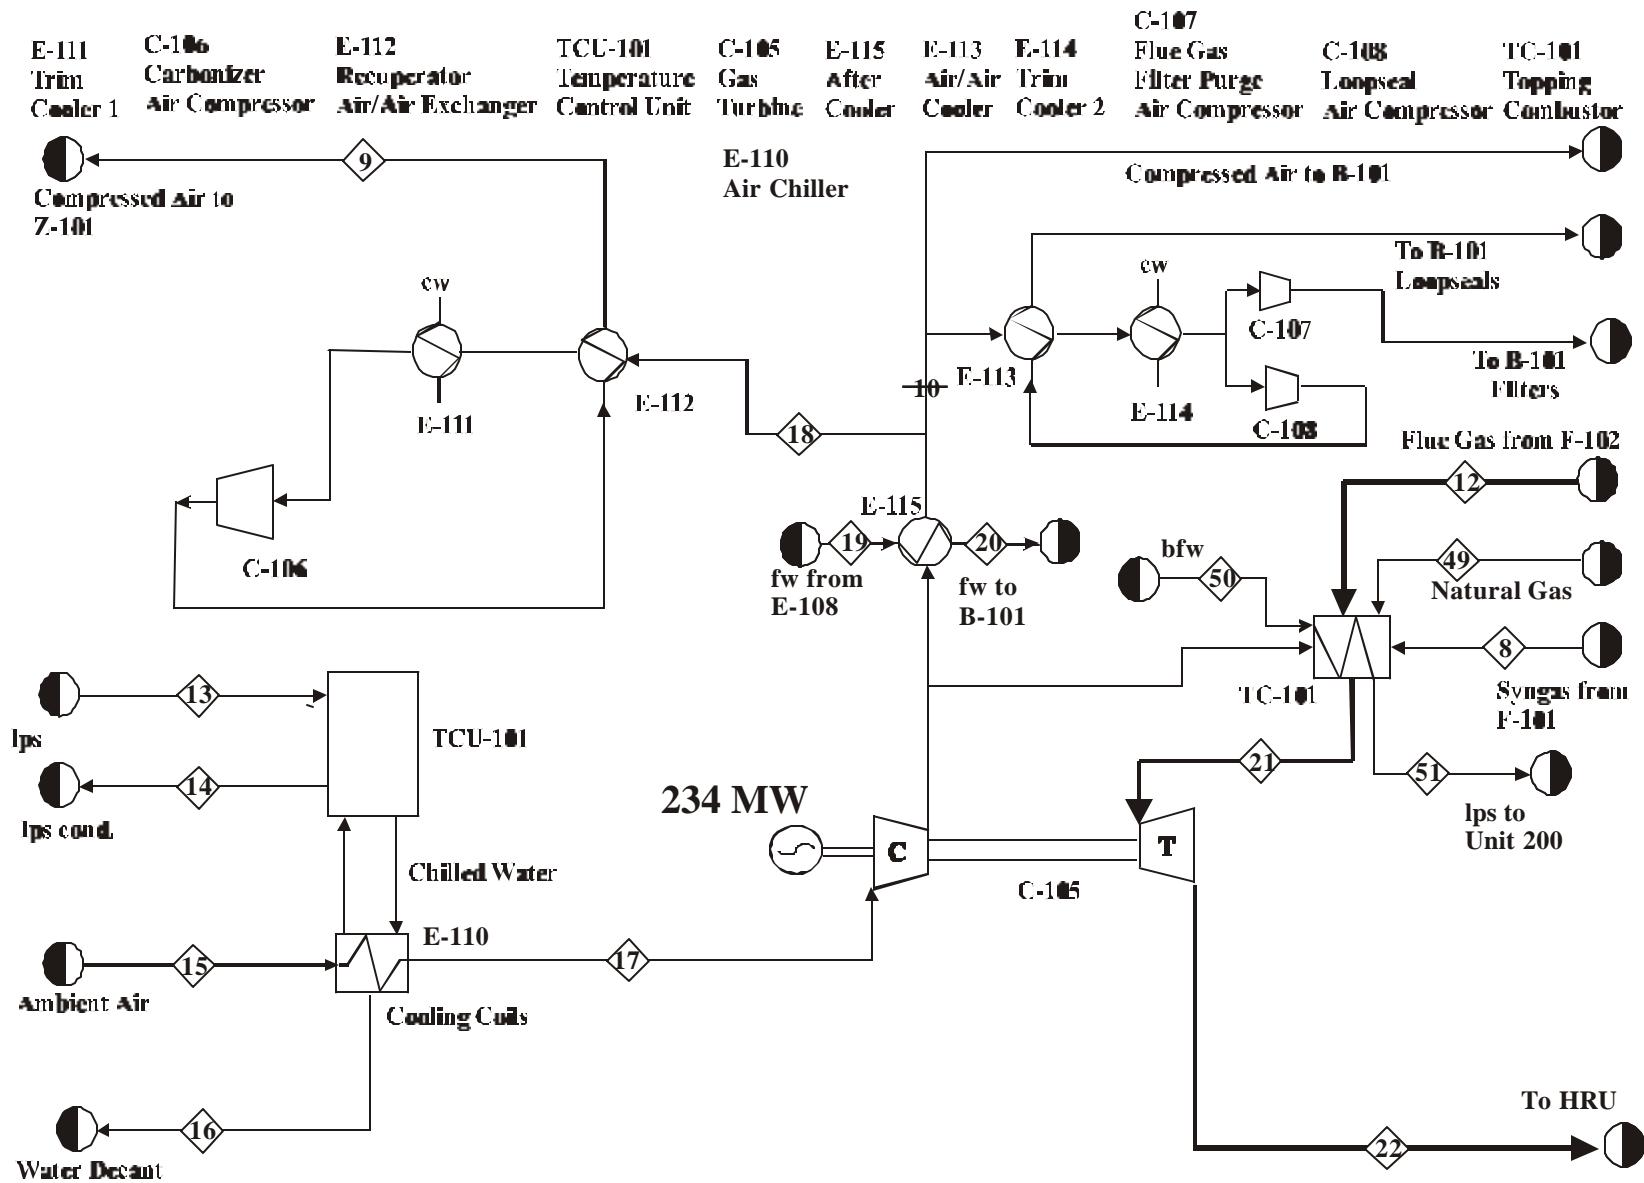 E-111
Trim
Cooler 1
C-106
Carbonizer
Air Compressor
E-112
Recuperator
Air/Air Exchanger
TCU-101
Temperature
Control Unit
C-105
Gas
Turbine
E-115
After
Cooler
E-113
Air/Air
Cooler
E-114
Trim
Cooler 2
C-107
Flue Gas
Filter Purge
Air Compressor
C-108
Loopseal
Air Compressor
TC-101
Topping
Combustor
9
Compressed Air to
Z-101
E-110
Air Chiller
Compressed Air to B-101
To B-101
Loopseals
cw
cw
C-107
To B-101
Filters
E-111
E-112
10
E-113
E-114
C-108
18
Flue Gas from F-102
12
E-115
C-106
19
20
fw from
E-108
fw to
B-101
bfw
50
49
Natural Gas
8
Syngas from
F-101
TC-101
13
lps
TCU-101
14
lps cond.
21
51
lps to
Unit 200
234 MW
C
T
C-105
Chilled Water
E-110
15
Ambient Air
17
Cooling Coils
16
Water Decant
To HRU
22